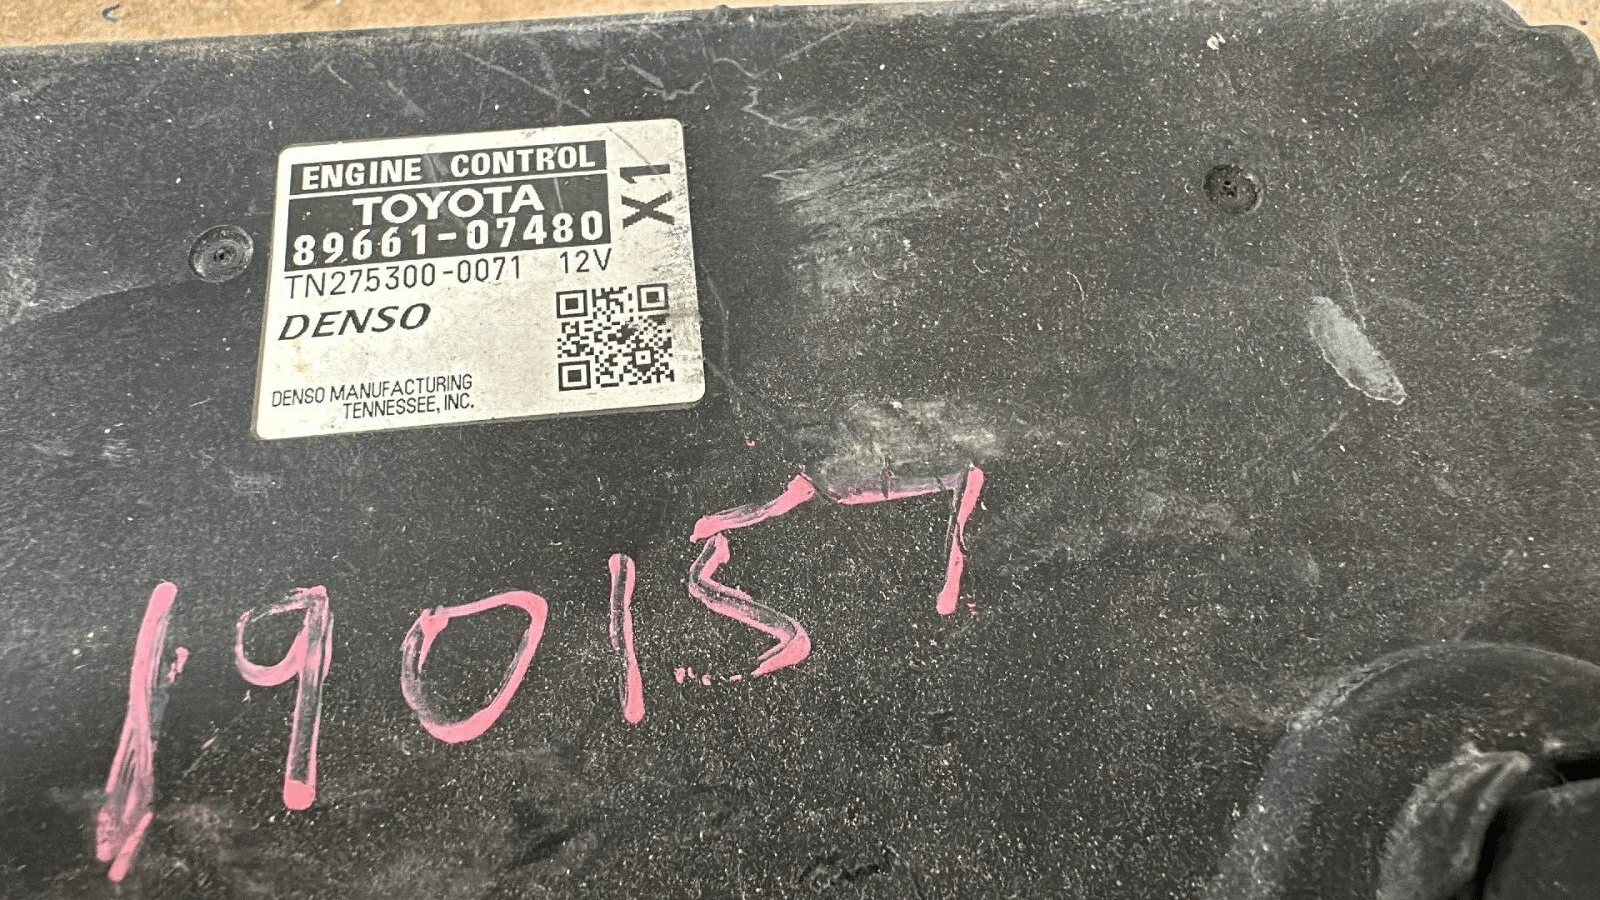 ENGINE CONTROL
TOYOTA
89661-07480
X1
TN275300-0071 12V
DENSO
DENSO MANUFACTURING
TENNESSEE, INC.
190157